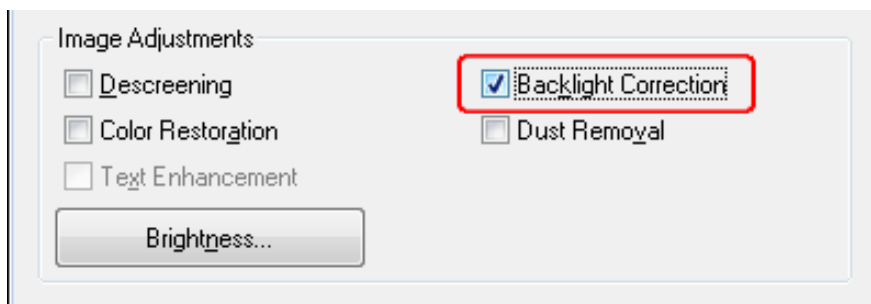 Image Adjustments
Descreening
Backlight Correction
Color Restoration
Dust Removal
Text Enhancement
Brightness...